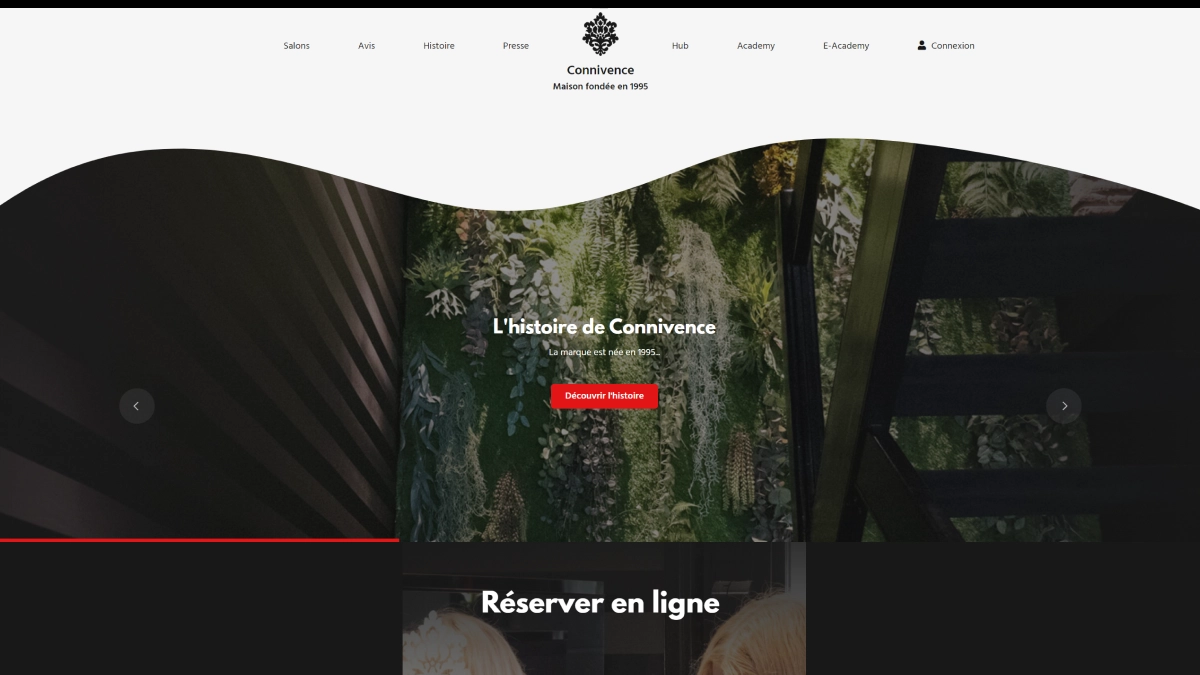 Salons
Avis
Histoire
Presse
Connivence
Maison fondée en 1995
Hub
Academy
E-Academy
Connexion
L'histoire de Connivence
La marque est née en 1995...
Découvrir l'histoire
Réserver en ligne